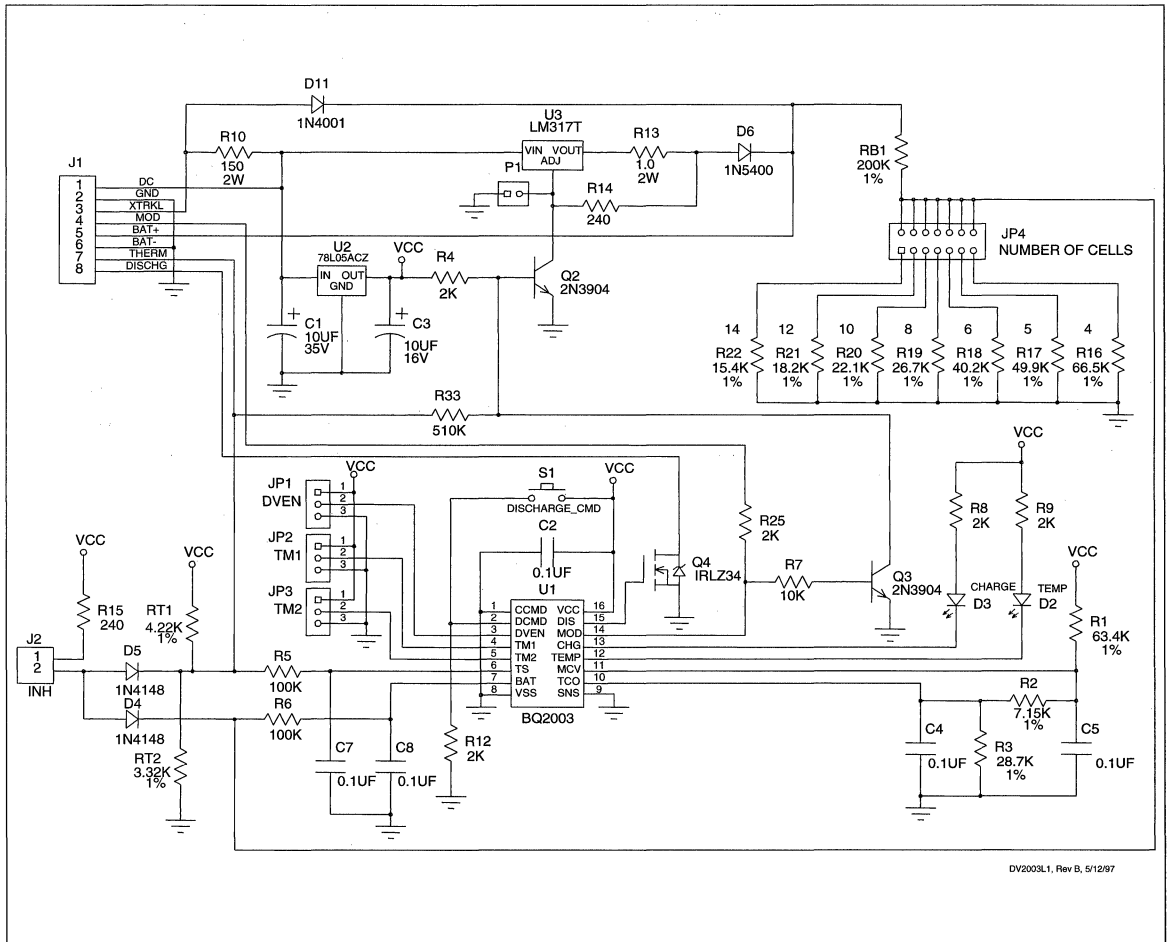 D11
1N4001
U3
LM317T
VIN VOUT
ADJ
R10
150
2W
R13
1.0
2W
D6
1N5400
RB1
200K
1%
P1
R14
240
J1
1 DC
2 GND
3 XTRKL
4 MOD
5 BAT+
6 BAT-
7 THERM
8 DISCHG
JP4
NUMBER OF CELLS
U2
78L05ACZ
IN OUT
GND
VCC
R4
2K
Q2
2N3904
C1
10UF
35V
C3
10UF
16V
14
R22
15.4K
1%
12
R21
18.2K
1%
10
R20
22.1K
1%
8
R19
26.7K
1%
6
R18
40.2K
1%
5
R17
49.9K
1%
4
R16
66.5K
1%
R33
510K
VCC
JP1
DVEN
1
2
3
VCC
S1
DISCHARGE_CMD
VCC
C2
0.1UF
R25
2K
R8
2K
R9
2K
JP2
TM1
1
2
3
JP3
TM2
1
2
3
Q4
IRLZ34
R7
10K
Q3
2N3904
CHARGE
D3
TEMP
D2
VCC
R1
63.4K
1%
VCC
R15
240
VCC
RT1
4.22K
1%
U1
1 CCMD VCC 16
2 DCMD DIS 15
3 DVEN MOD 14
4 TM1 CHG 13
5 TM2 TEMP 12
6 TS MCV 11
7 BAT TCO 10
8 VSS SNS 9
BQ2003
J2
1
2
INH
D5
1N4148
D4
1N4148
R5
100K
R6
100K
RT2
3.32K
1%
C7
0.1UF
C8
0.1UF
R12
2K
R2
7.15K
1%
C4
0.1UF
R3
28.7K
1%
C5
0.1UF
DV2003L1, Rev B, 5/12/97